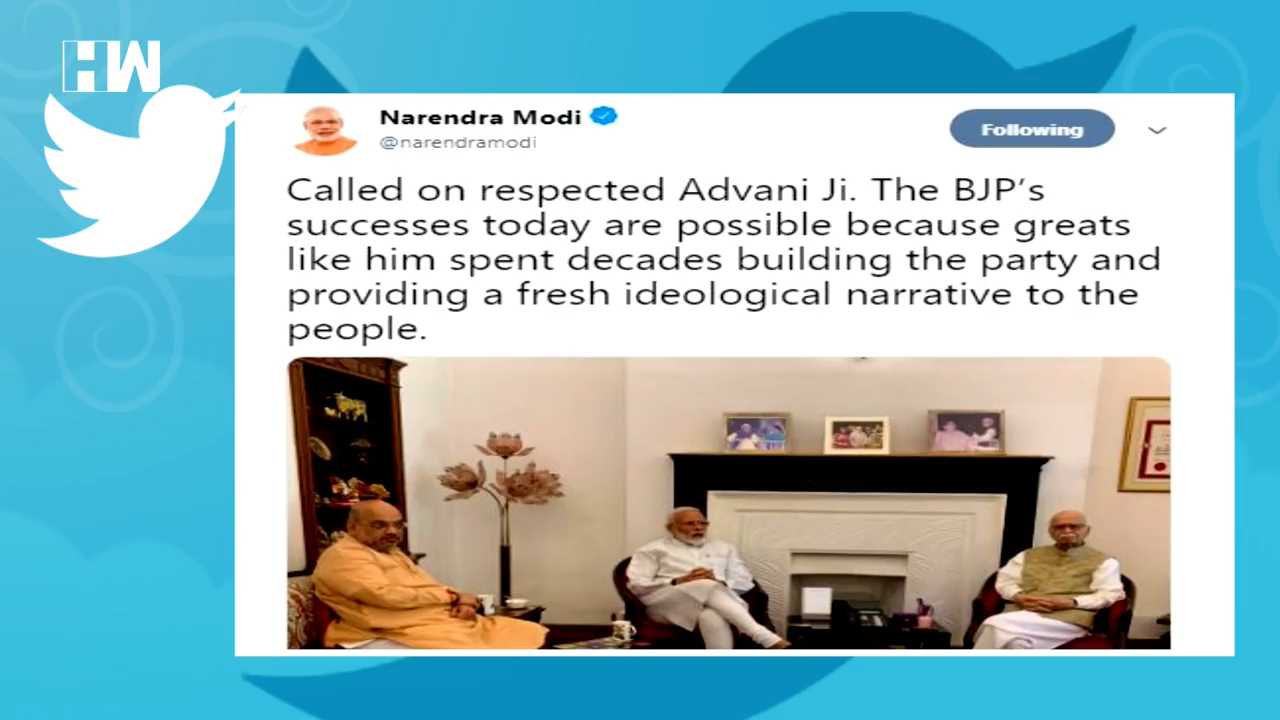 HW
Narendra Modi
@narendramodi
Following
Called on respected Advani Ji. The BJP's
successes today are possible because greats
like him spent decades building the party and
providing a fresh ideological narrative to the
people.